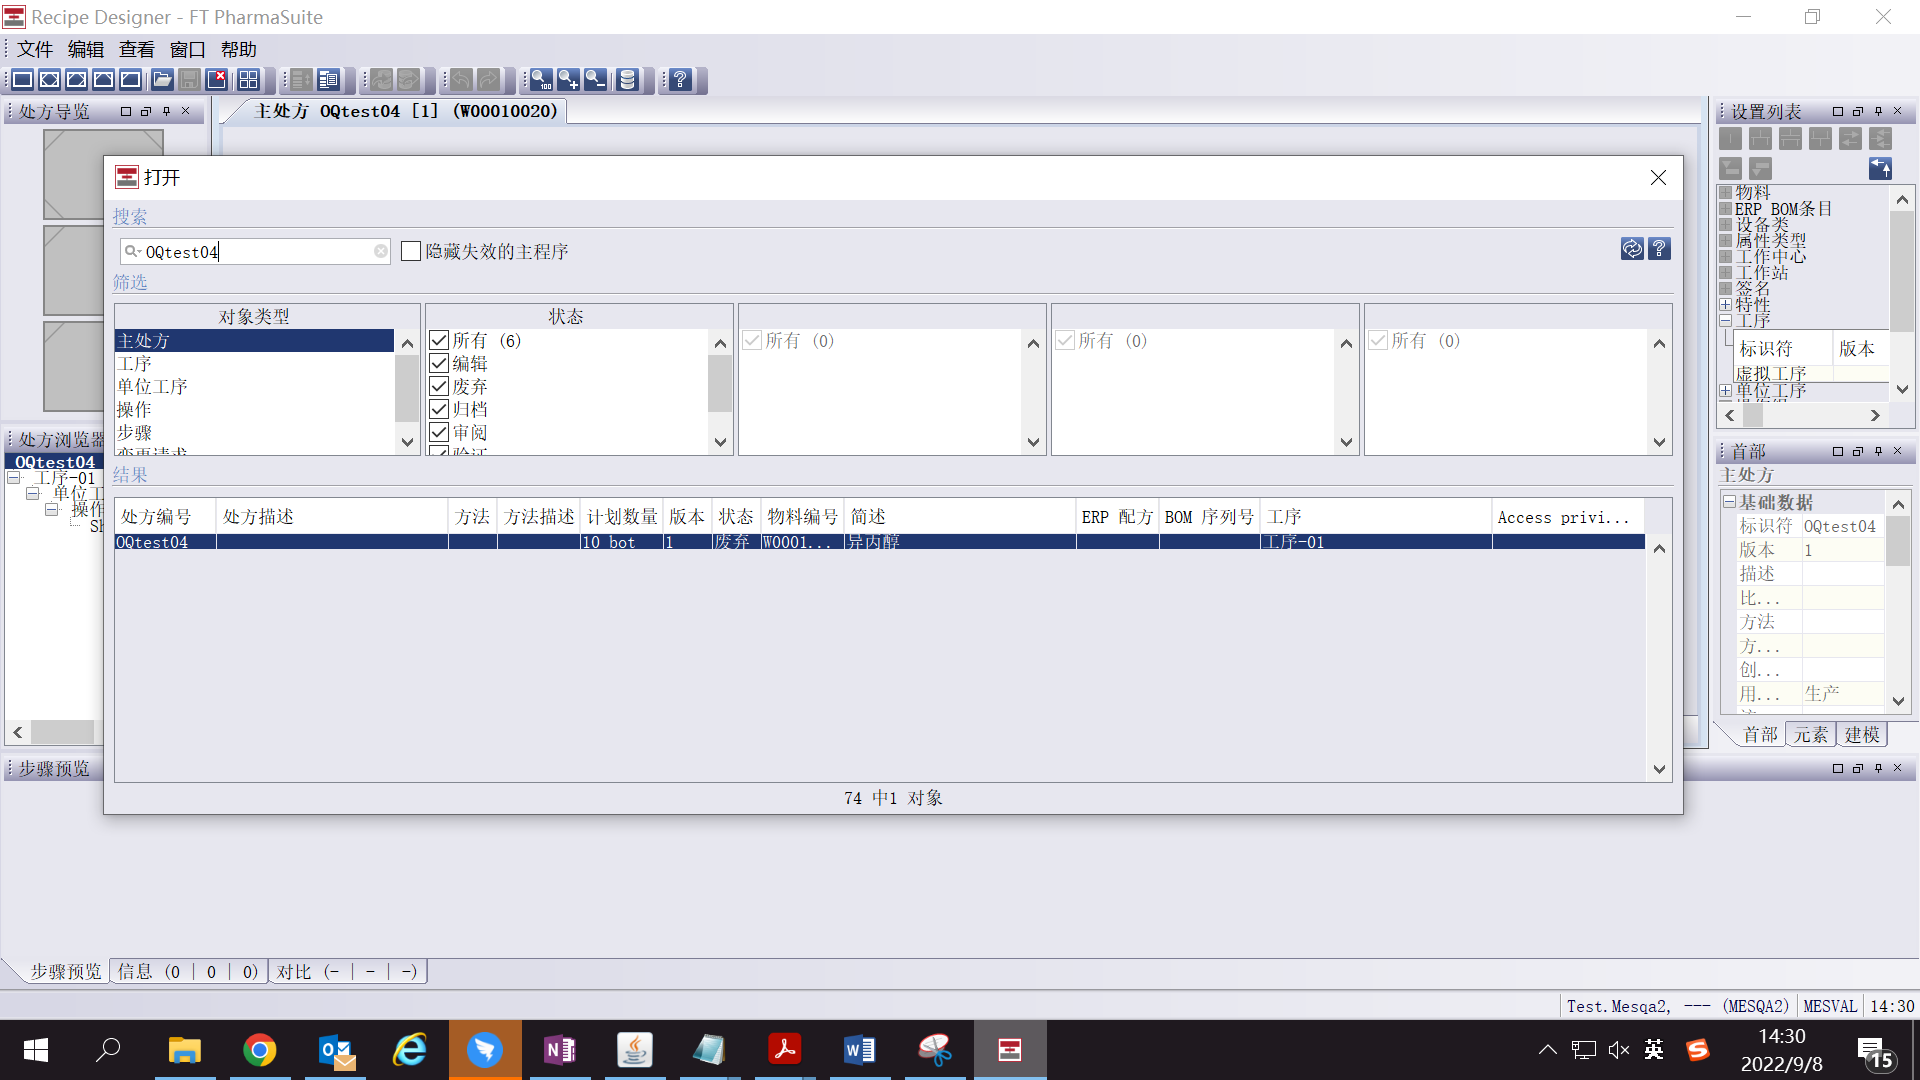 Recipe Designer - FT PharmaSuite
文件 编辑 查看 窗口 帮助
处方导览
主处方 OQtest04 [1] (W00010020)
设置列表
打开
搜索
OQtest04
隐藏失效的主程序
筛选
对象类型
主处方
工序
单位工序
操作
步骤
变更请求
状态
所有 (6)
编辑
废弃
归档
审阅
验证
所有 (0)
所有 (0)
所有 (0)
结果
处方编号 处方描述 方法 方法描述 计划数量 版本 状态 物料编号 简述 ERP 配方 BOM 序列号 工序 Access privi...
OQtest04 10 bot 1 废弃 W0001... 异丙醇 工序-01
74 中1 对象
处方浏览器
OQtest04
工序-01
单位工
操作
Sh
物料
ERP BOM条目
设备类
属性类型
工作中心
工作站
签名
特性
工序
标识符 版本
虚拟工序
单位工序
首部
主处方
基础数据
标识符 OQtest04
版本 1
描述
比...
方法
方...
创...
用... 生产
首部 元素 建模
步骤预览
步骤预览 信息 (0 | 0 | 0) 对比 (- | - | -)
Test.Mesqa2, --- (MESQA2) MESVAL 14:30
英
14:30
2022/9/8
15